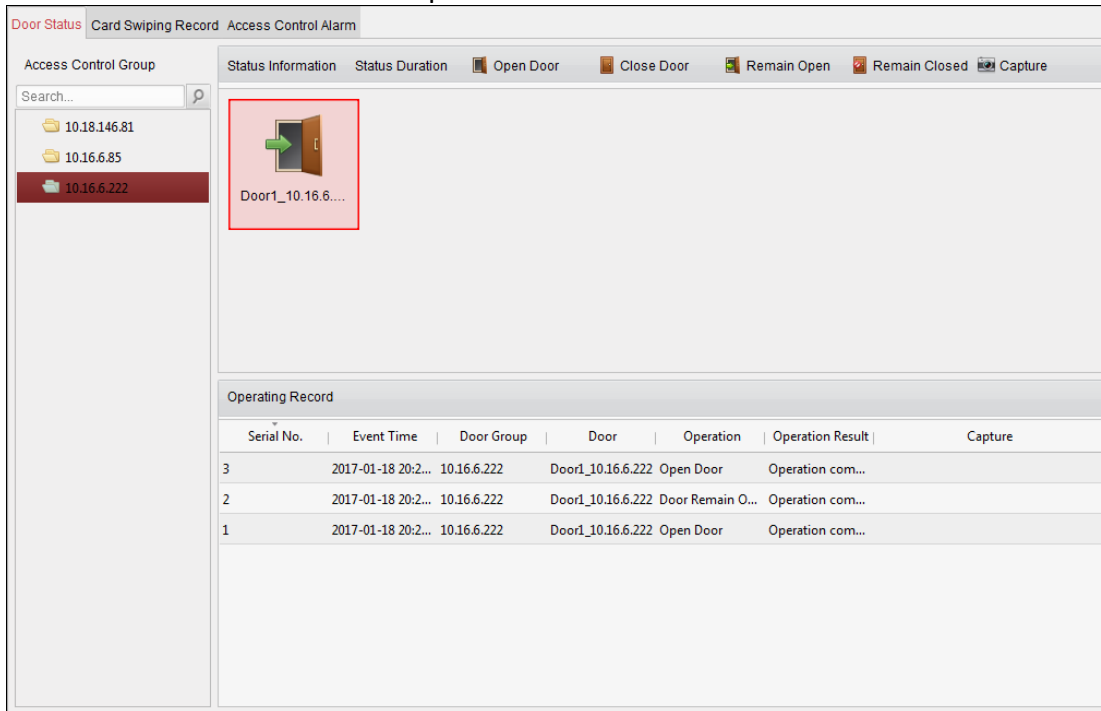 Door Status Card Swiping Record Access Control Alarm
Access Control Group
Search...
10.18.146.81
10.16.6.85
10.16.6.222
Status Information Status Duration Open Door Close Door Remain Open Remain Closed Capture
Door1_10.16.6....
Operating Record
Serial No. Event Time Door Group Door Operation Operation Result Capture
3 2017-01-18 20:2... 10.16.6.222 Door1_10.16.6.222 Open Door Operation com...
2 2017-01-18 20:2... 10.16.6.222 Door1_10.16.6.222 Door Remain O... Operation com...
1 2017-01-18 20:2... 10.16.6.222 Door1_10.16.6.222 Open Door Operation com...